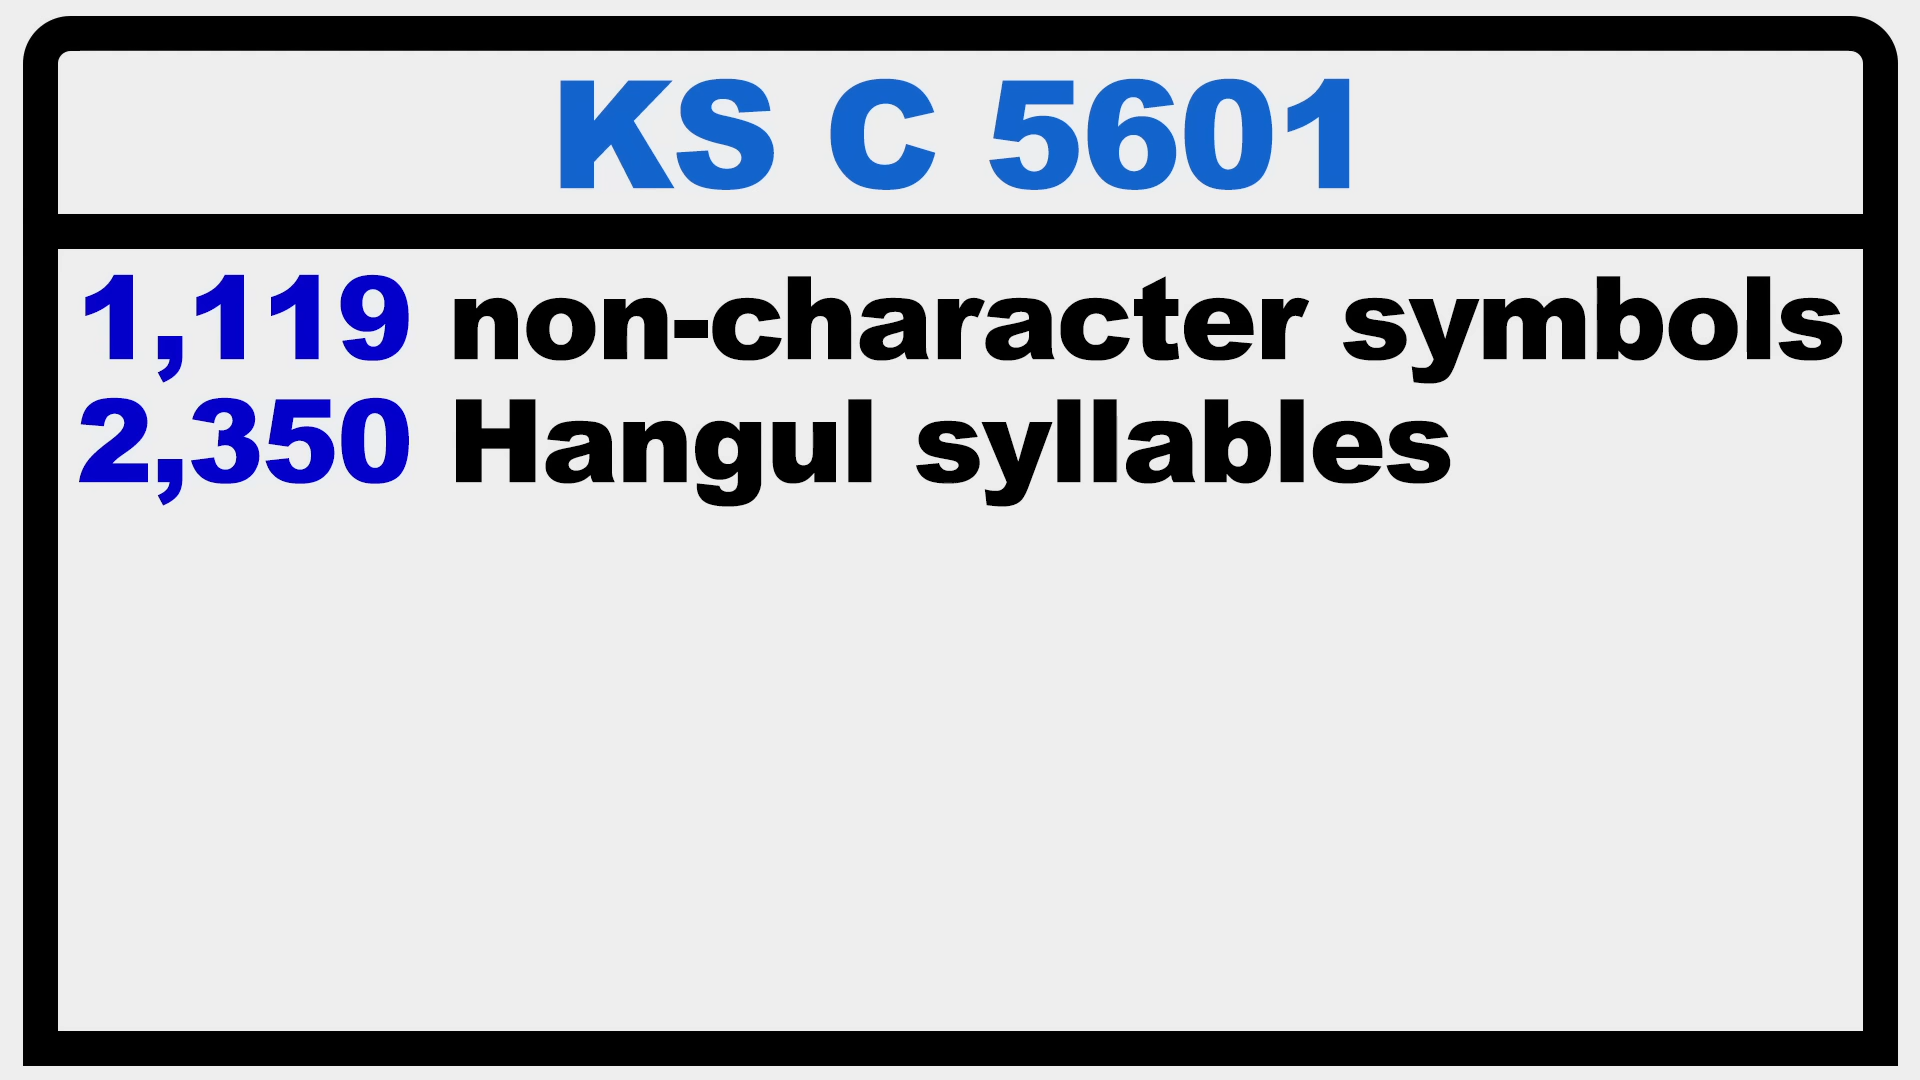 KS C 5601
1,119 non-character symbols
2,350 Hangul syllables